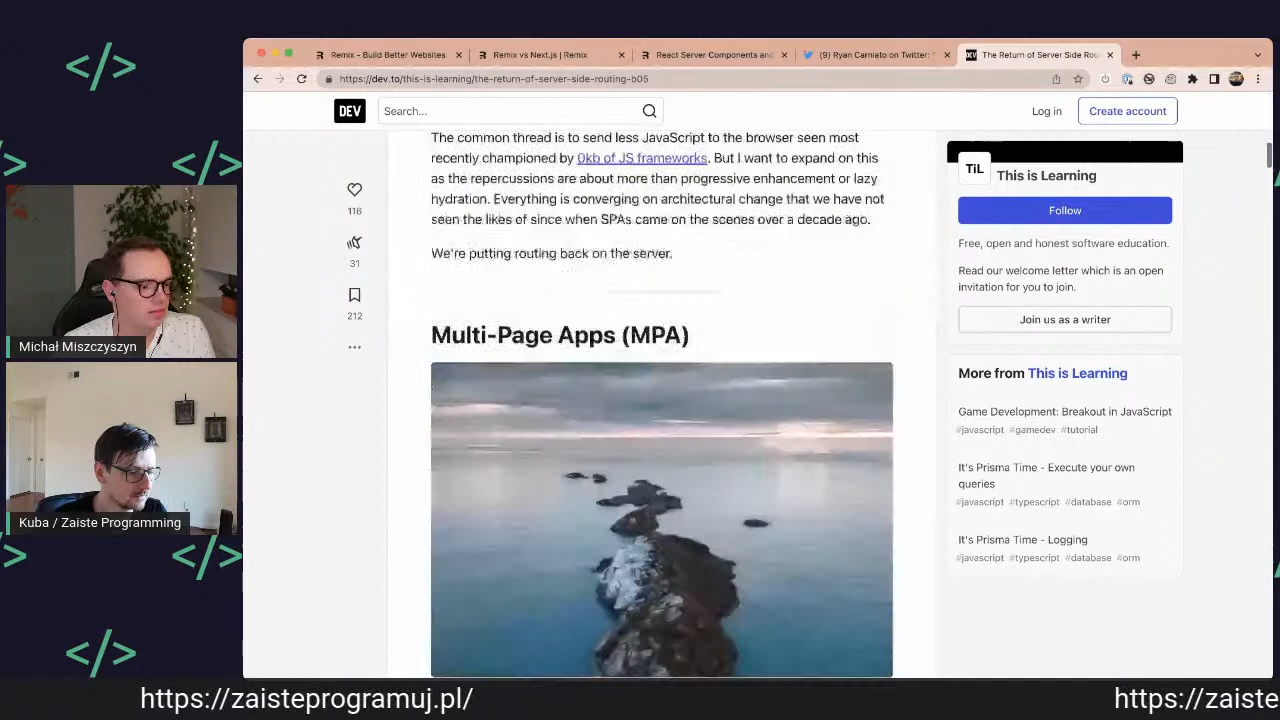 </>
</>
</>
</>
</>
</>
</>
Michał Miszczyszyn
Kuba / Zaiste Programming
Remix - Build Better Websites
Remix vs Next.js | Remix
React Server Components and
(9) Ryan Carniato on Twitter: "
The Return of Server Side Rou
https://dev.to/this-is-learning/the-return-of-server-side-routing-b05
DEV
Search...
Log in
Create account
The common thread is to send less JavaScript to the browser seen most
recently championed by 0kb of JS frameworks. But I want to expand on this
as the repercussions are about more than progressive enhancement or lazy
hydration. Everything is converging on architectural change that we have not
seen the likes of since when SPAs came on the scenes over a decade ago.
We're putting routing back on the server.
116
31
212
Multi-Page Apps (MPA)
TiL
This is Learning
Follow
Free, open and honest software education.
Read our welcome letter which is an open
invitation for you to join.
Join us as a writer
More from This is Learning
Game Development: Breakout in JavaScript
#javascript #gamedev #tutorial
It's Prisma Time - Execute your own
queries
#javascript #typescript #database #orm
It's Prisma Time - Logging
#javascript #typescript #database #orm
https://zaisteprogramuj.pl/
https://zaiste